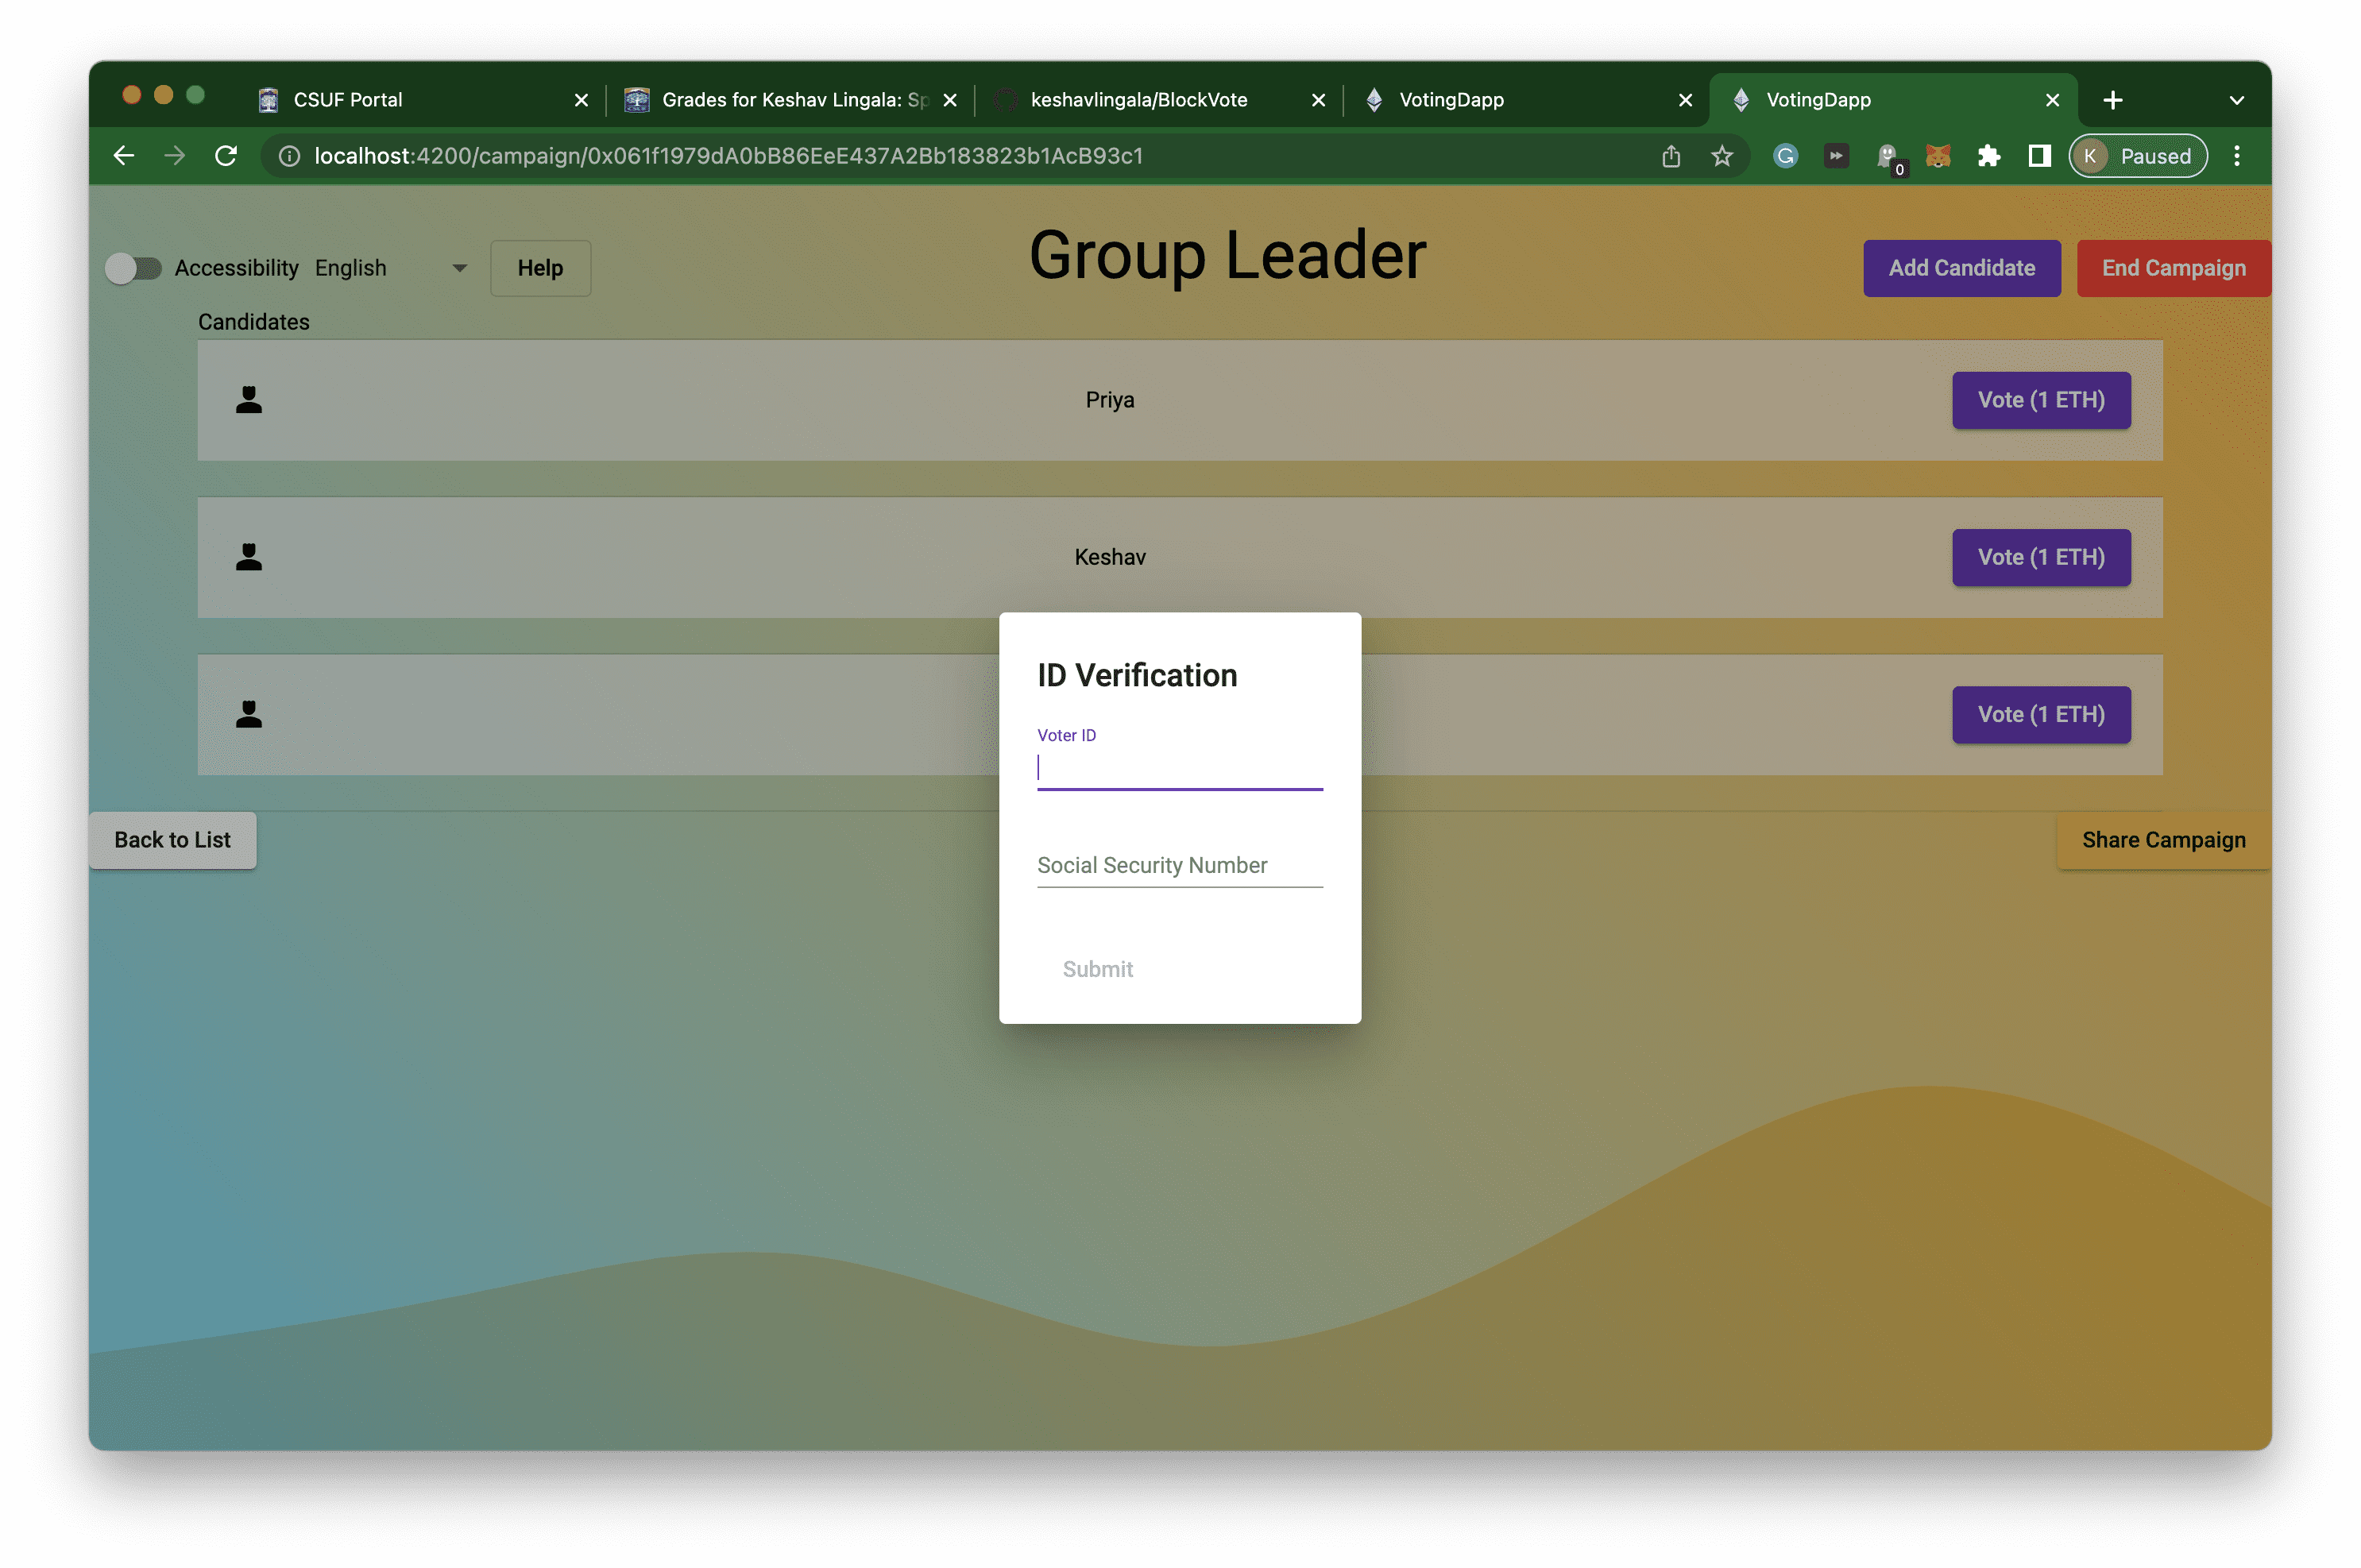 CSUF Portal
Grades for Keshav Lingala: Sp
keshavlingala/BlockVote
VotingDapp
VotingDapp
localhost:4200/campaign/0x061f1979dA0bB86EeE437A2Bb183823b1AcB93c1
0
K
Paused
Group Leader
Accessibility
English
Help
Add Candidate
End Campaign
Candidates
Priya
Vote (1 ETH)
Keshav
Vote (1 ETH)
Vote (1 ETH)
ID Verification
Voter ID
Social Security Number
Submit
Back to List
Share Campaign